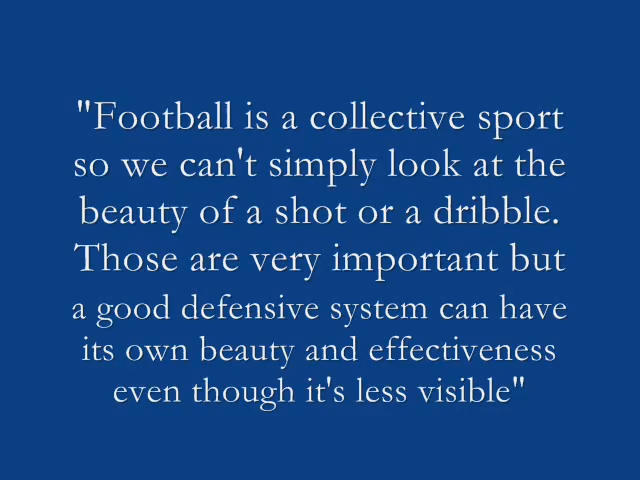 "Football is a collective sport
so we can't simply look at the
beauty of a shot or a dribble.
Those are very important but
a good defensive system can have
its own beauty and effectiveness
even though it's less visible"